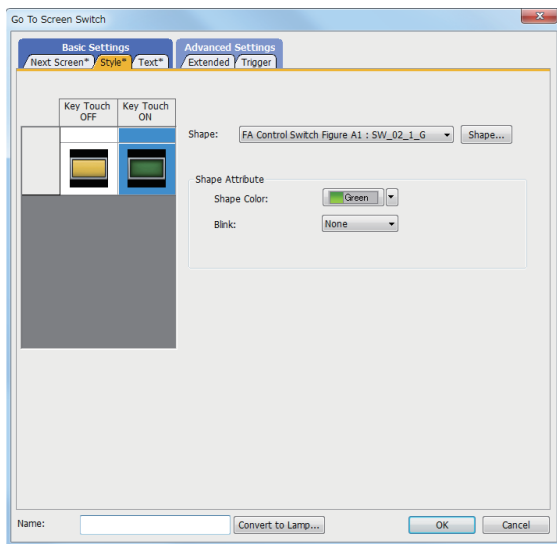 Go To Screen Switch
x
Basic Settings
Advanced Settings
Next Screen* Style* Text* Extended Trigger
Key Touch
OFF
Key Touch
ON
Shape: FA Control Switch Figure A1 : SW_02_1_G Shape...
Shape Attribute
Shape Color: Green
Blink: None
Name: Convert to Lamp... OK Cancel